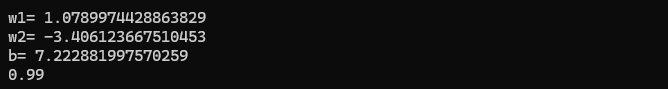 w1= 1.0789974428863829
w2= -3.406123667510453
b= 7.222881997570259
0.99